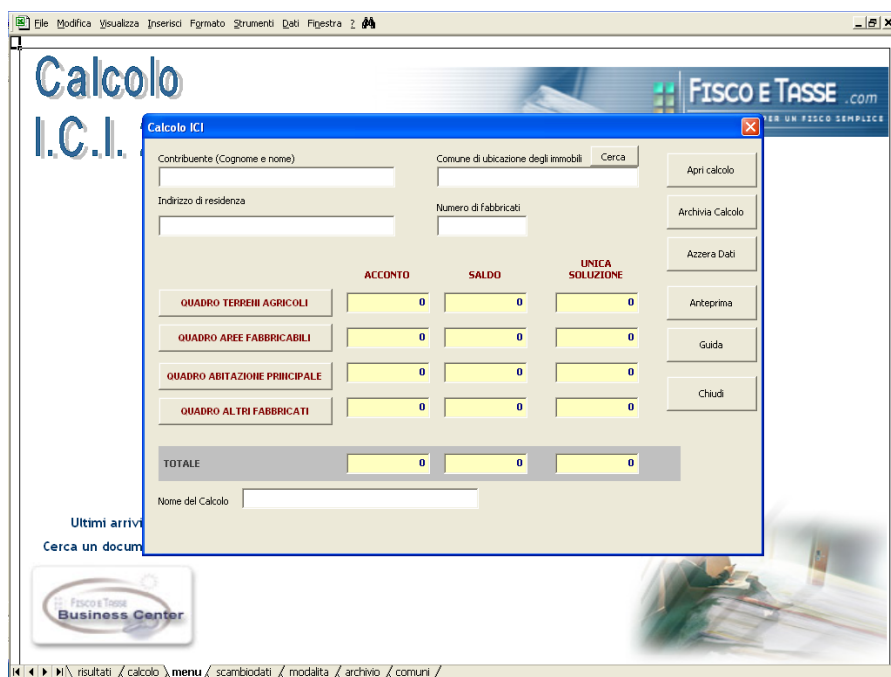 File Modifica Visualizza Inserisci Formato Strumenti Dati Finestra ?
Calcolo
I.C.I.
FISCO E TASSE .com
PER UN FISCO SEMPLICE
Calcolo ICI
Contribuente (Cognome e nome)
Comune di ubicazione degli immobili
Cerca
Apri calcolo
Indirizzo di residenza
Numero di fabbricati
Archivia Calcolo
Azzera Dati
ACCONTO SALDO UNICA SOLUZIONE
QUADRO TERRENI AGRICOLI 0 0 0
Anteprima
QUADRO AREE FABBRICABILI 0 0 0
Guida
QUADRO ABITAZIONE PRINCIPALE 0 0 0
Chiudi
QUADRO ALTRI FABBRICATI 0 0 0
TOTALE 0 0 0
Nome del Calcolo
Ultimi arrivi
Cerca un docum
FISCO E TASSE
Business Center
risultati / calcolo \ menu / scambiodati / modalita / archivio / comuni /